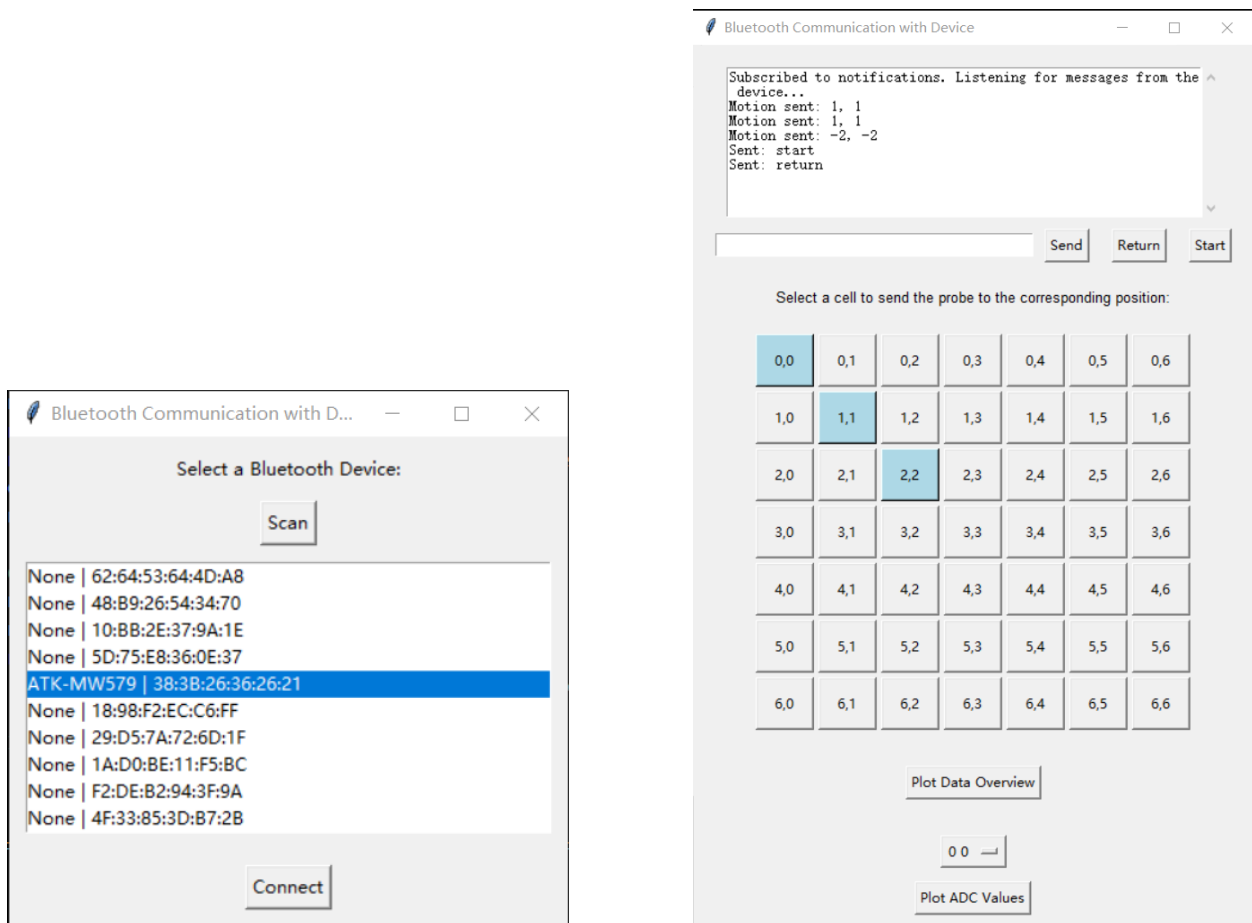 Bluetooth Communication with D...
Select a Bluetooth Device:
Scan
None | 62:64:53:64:4D:A8
None | 48:B9:26:54:34:70
None | 10:BB:2E:37:9A:1E
None | 5D:75:E8:36:0E:37
ATK-MW579 | 38:3B:26:36:26:21
None | 18:98:F2:EC:C6:FF
None | 29:D5:7A:72:6D:1F
None | 1A:D0:BE:11:F5:BC
None | F2:DE:B2:94:3F:9A
None | 4F:33:85:3D:B7:2B
Connect
Bluetooth Communication with Device
Subscribed to notifications. Listening for messages from the
device...
Motion sent: 1, 1
Motion sent: 1, 1
Motion sent: -2, -2
Sent: start
Sent: return
Send Return Start
Select a cell to send the probe to the corresponding position:
0,0 0,1 0,2 0,3 0,4 0,5 0,6
1,0 1,1 1,2 1,3 1,4 1,5 1,6
2,0 2,1 2,2 2,3 2,4 2,5 2,6
3,0 3,1 3,2 3,3 3,4 3,5 3,6
4,0 4,1 4,2 4,3 4,4 4,5 4,6
5,0 5,1 5,2 5,3 5,4 5,5 5,6
6,0 6,1 6,2 6,3 6,4 6,5 6,6
Plot Data Overview
0 0
Plot ADC Values